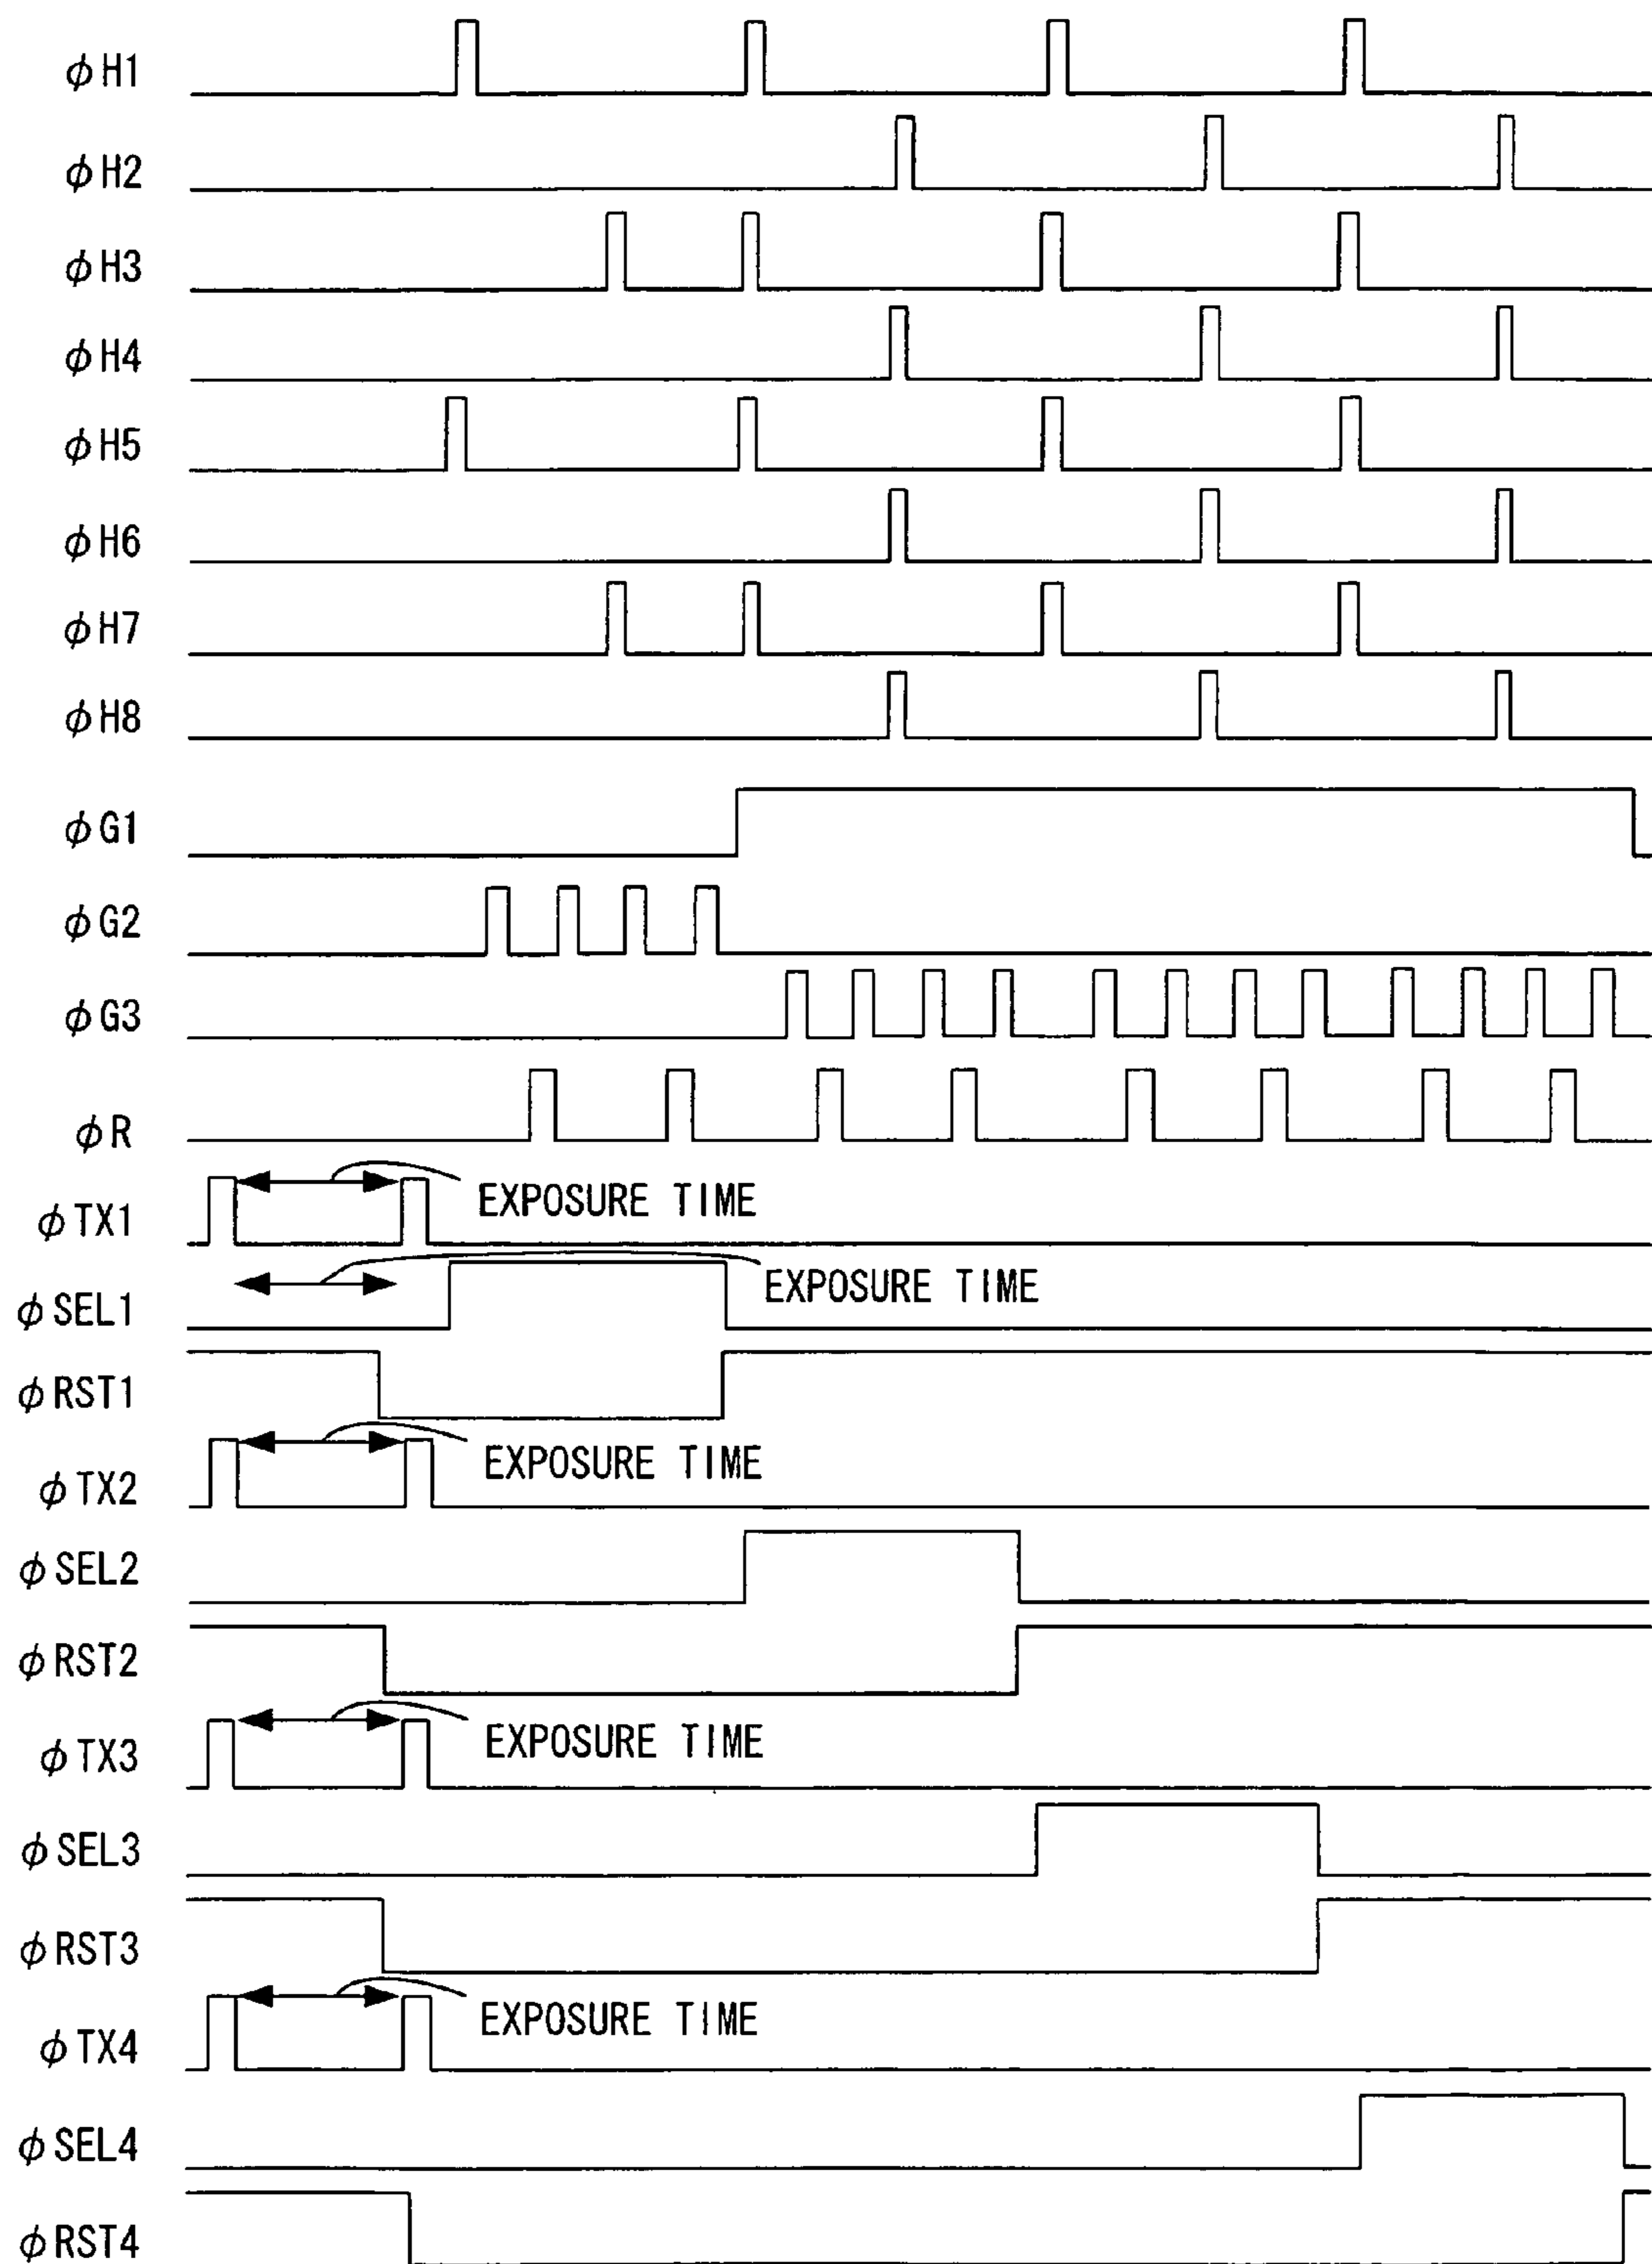 ϕH1
ϕH2
ϕH3
ϕH4
ϕH5
ϕH6
ϕH7
ϕH8
ϕG1
ϕG2
ϕG3
ϕR
ϕTX1
EXPOSURE TIME
ϕSEL1
EXPOSURE TIME
ϕRST1
ϕTX2
EXPOSURE TIME
ϕSEL2
ϕRST2
ϕTX3
EXPOSURE TIME
ϕSEL3
ϕRST3
ϕTX4
EXPOSURE TIME
ϕSEL4
ϕRST4